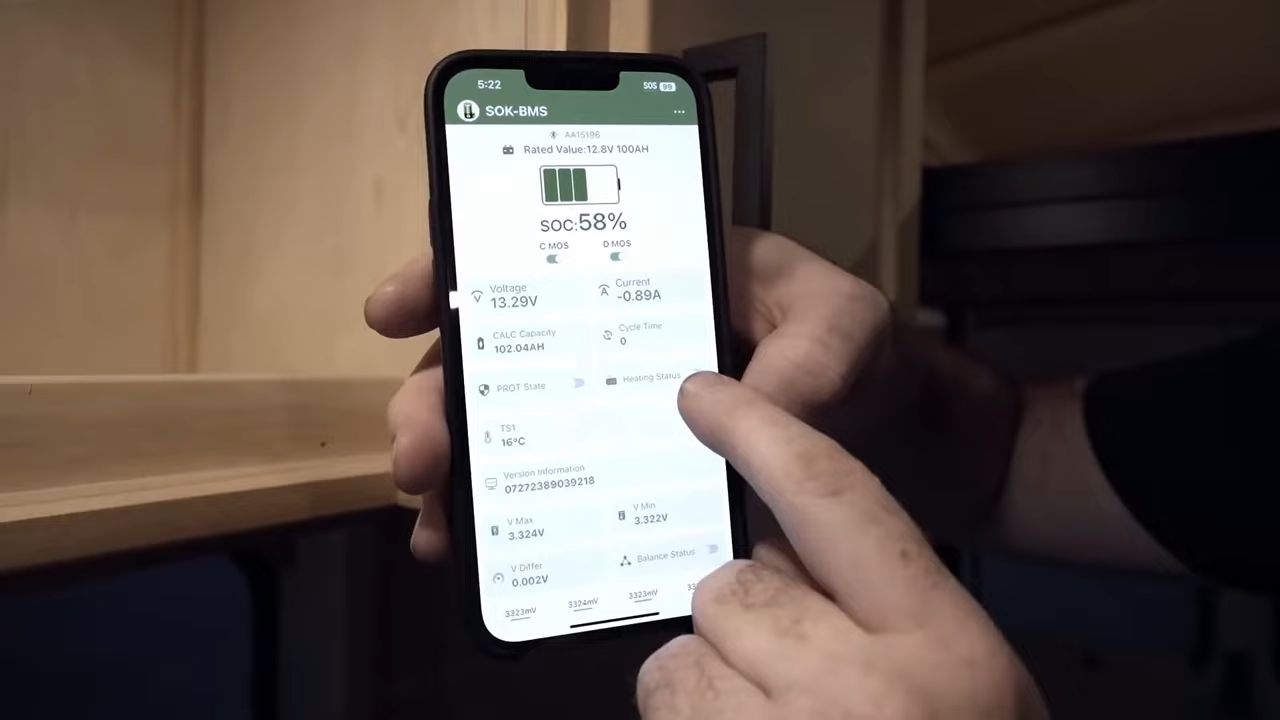 5:22
SOS 99
SOK-BMS
AA15196
Rated Value:12.8V 100AH
SOC:58%
C MOS
D MOS
Voltage
13.29V
Current
-0.89A
CALC Capacity
102.04AH
Cycle Time
0
PROT State
Heating Status
TS1
16°C
Version Information
07272389039218
V Max
3.324V
V Min
3.322V
V Differ
0.002V
Balance Status
3323mV
3324mV
3323mV